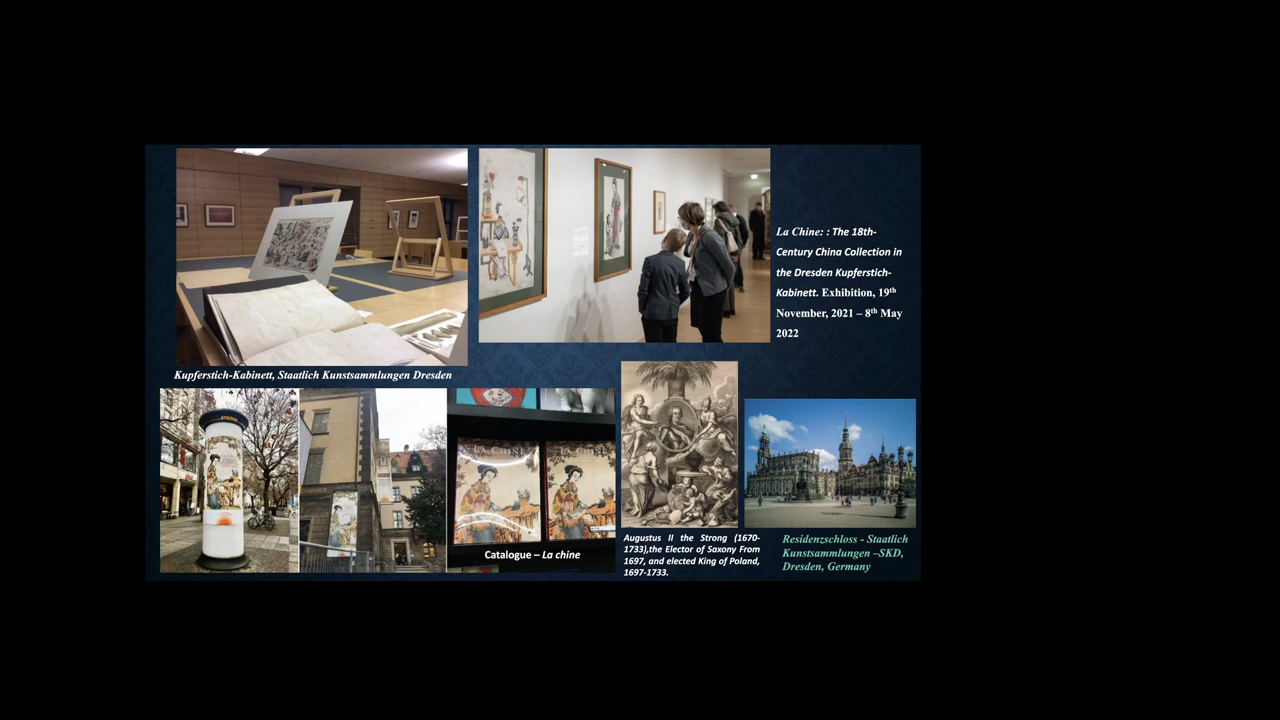 La Chine: : The 18th-
Century China Collection in
the Dresden Kupferstich-
Kabinett. Exhibition, 19th
November, 2021 – 8th May
2022
Kupferstich-Kabinett, Staatlich Kunstsammlungen Dresden
LA CHINE
LA CHINE
Catalogue – La chine
Augustus II the Strong (1670-
1733),the Elector of Saxony From
1697, and elected King of Poland,
1697-1733.
Residenzschloss - Staatlich
Kunstsammlungen –SKD,
Dresden, Germany